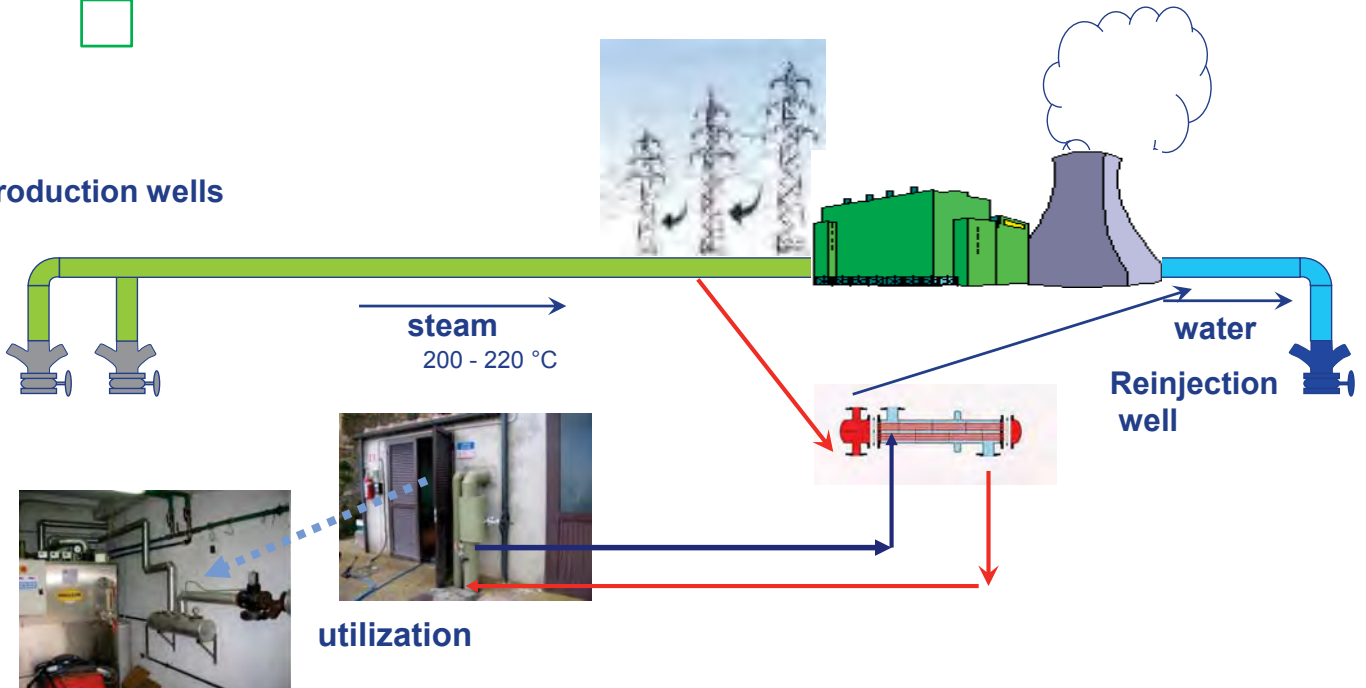 roduction wells
steam
200 - 220 °C
water
Reinjection
well
utilization